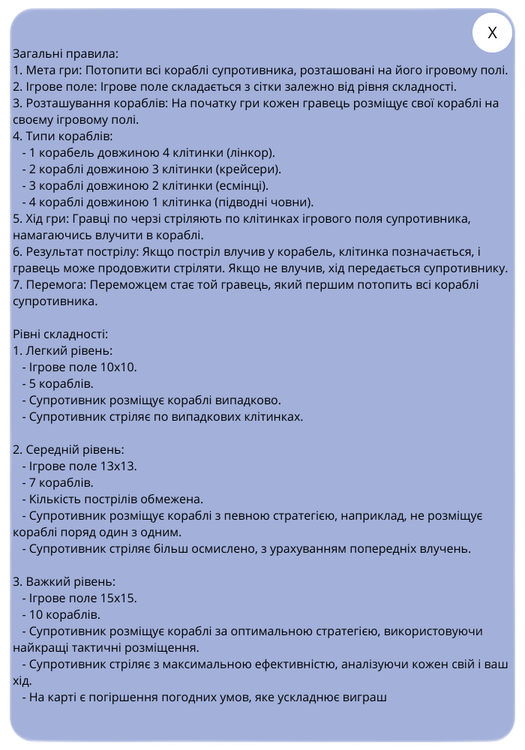 X
Загальні правила:
1. Мета гри: Потопити всі кораблі супротивника, розташовані на його ігровому полі.
2. Ігрове поле: Ігрове поле складається з сітки залежно від рівня складності.
3. Розташування кораблів: На початку гри кожен гравець розміщує свої кораблі на
своєму ігровому полі.
4. Типи кораблів:
- 1 корабель довжиною 4 клітинки (лінкор).
- 2 кораблі довжиною 3 клітинки (крейсери).
- 3 кораблі довжиною 2 клітинки (есмінці).
- 4 кораблі довжиною 1 клітинка (підводні човни).
5. Хід гри: Гравці по черзі стріляють по клітинках ігрового поля супротивника,
намагаючись влучити в кораблі.
6. Результат пострілу: Якщо постріл влучив у корабель, клітинка позначається, і
гравець може продовжити стріляти. Якщо не влучив, хід передається супротивнику.
7. Перемога: Переможцем стає той гравець, який першим потопить всі кораблі
супротивника.
Рівні складності:
1. Легкий рівень:
- Ігрове поле 10x10.
- 5 кораблів.
- Супротивник розміщує кораблі випадково.
- Супротивник стріляє по випадкових клітинках.
2. Середній рівень:
- Ігрове поле 13x13.
- 7 кораблів.
- Кількість пострілів обмежена.
- Супротивник розміщує кораблі з певною стратегією, наприклад, не розміщує
кораблі поряд один з одним.
- Супротивник стріляє більш осмислено, з урахуванням попередніх влучень.
3. Важкий рівень:
- Ігрове поле 15x15.
- 10 кораблів.
- Супротивник розміщує кораблі за оптимальною стратегією, використовуючи
найкращі тактичні розміщення.
- Супротивник стріляє з максимальною ефективністю, аналізуючи кожен свій і ваш
хід.
- На карті є погіршення погодних умов, яке ускладнює виграш